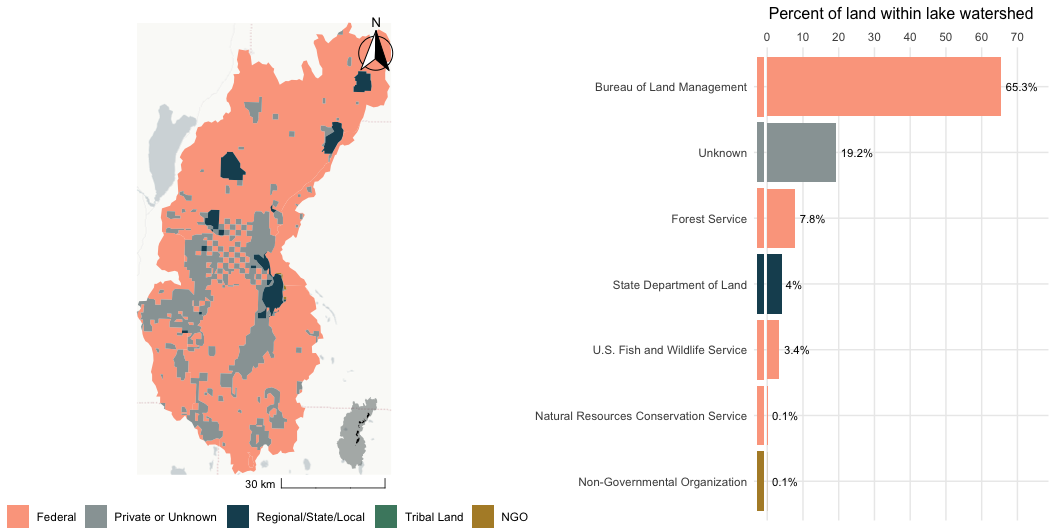 N
30 km
Federal
Private or Unknown
Regional/State/Local
Tribal Land
NGO
Percent of land within lake watershed
0 10 20 30 40 50 60 70
Bureau of Land Management 65.3%
Unknown 19.2%
Forest Service 7.8%
State Department of Land 4%
U.S. Fish and Wildlife Service 3.4%
Natural Resources Conservation Service 0.1%
Non-Governmental Organization 0.1%